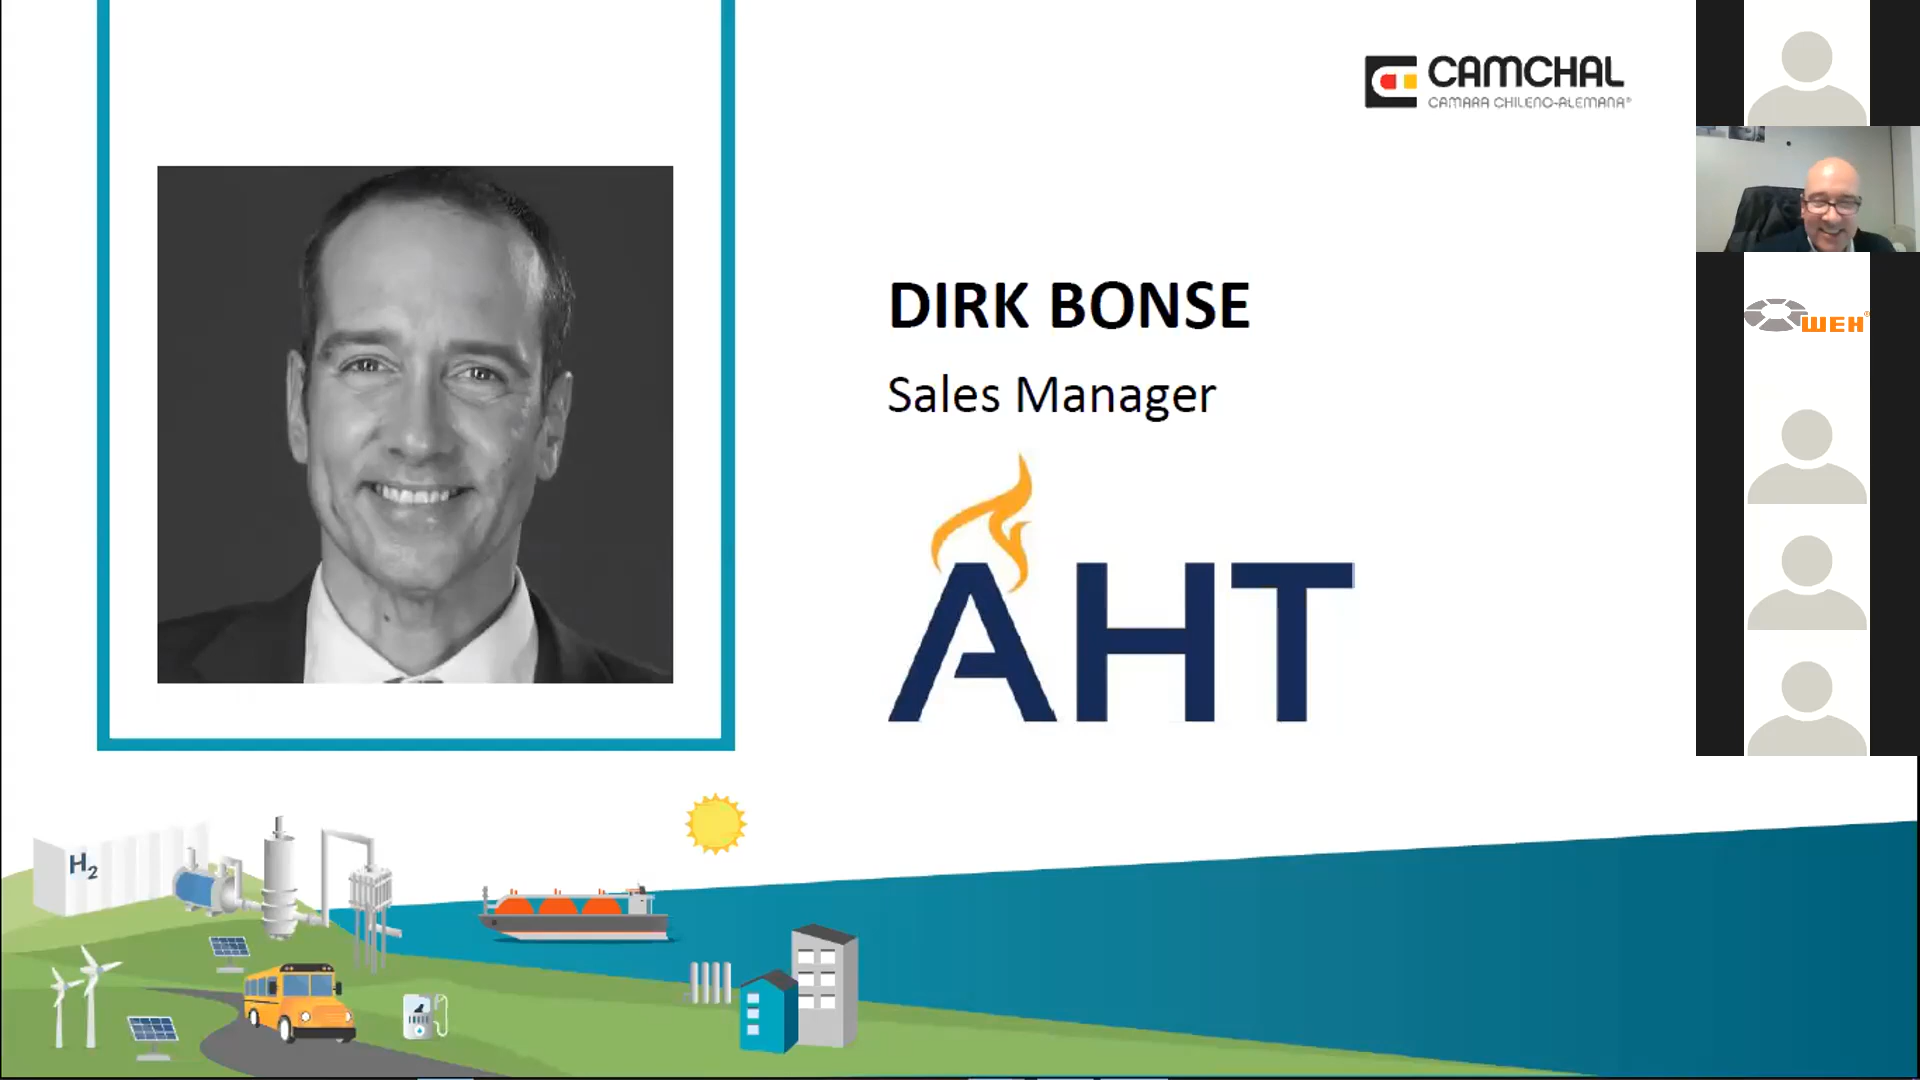 CAMCHAL
CAMARA CHILENO-ALEMANA®
DIRK BONSE
Sales Manager
AHT
WEH®
H2